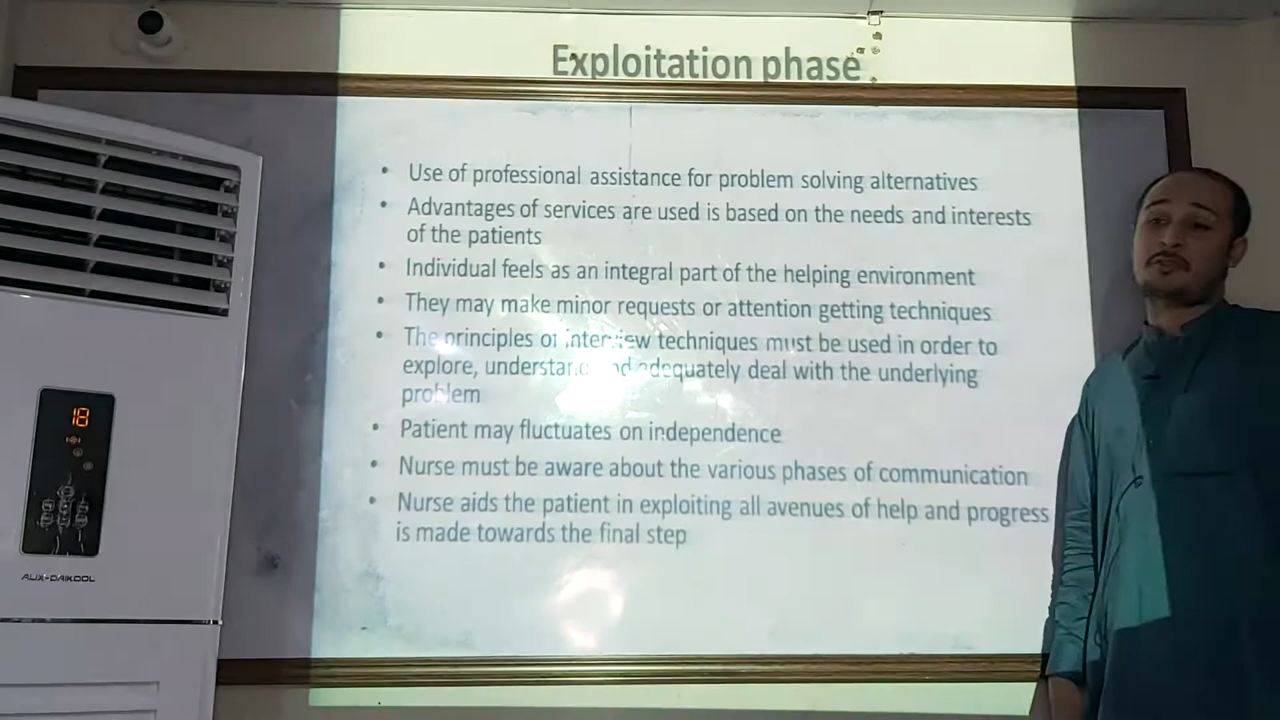 Exploitation phase
• Use of professional assistance for problem solving alternatives
• Advantages of services are used is based on the needs and interests
of the patients
• Individual feels as an integral part of the helping environment
• They may make minor requests or attention getting techniques
• The principles of interview techniques must be used in order to
explore, understand and adequately deal with the underlying
problem
• Patient may fluctuates on independence
• Nurse must be aware about the various phases of communication
• Nurse aids the patient in exploiting all avenues of help and progress
is made towards the final step
18
AUX-DAIKOOL